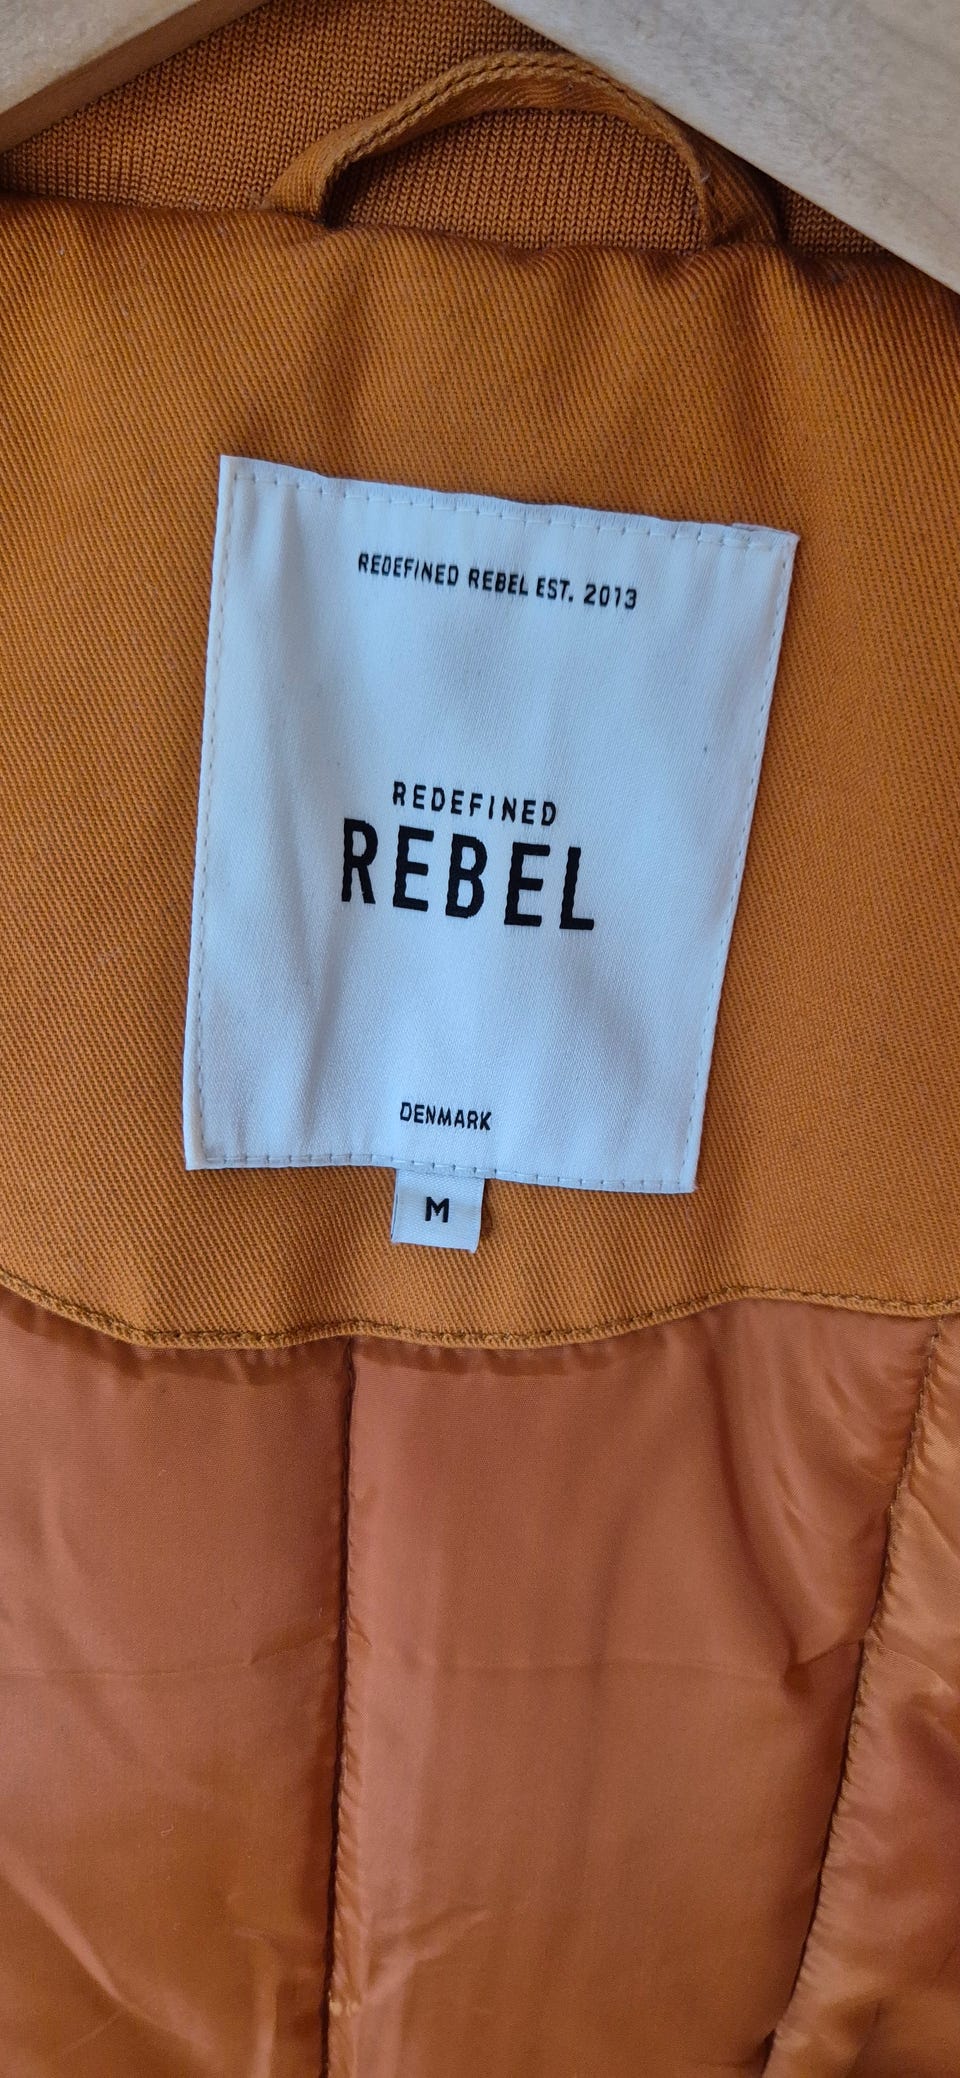 REDEFINED REBEL EST. 2013
REDEFINED
REBEL
DENMARK
M